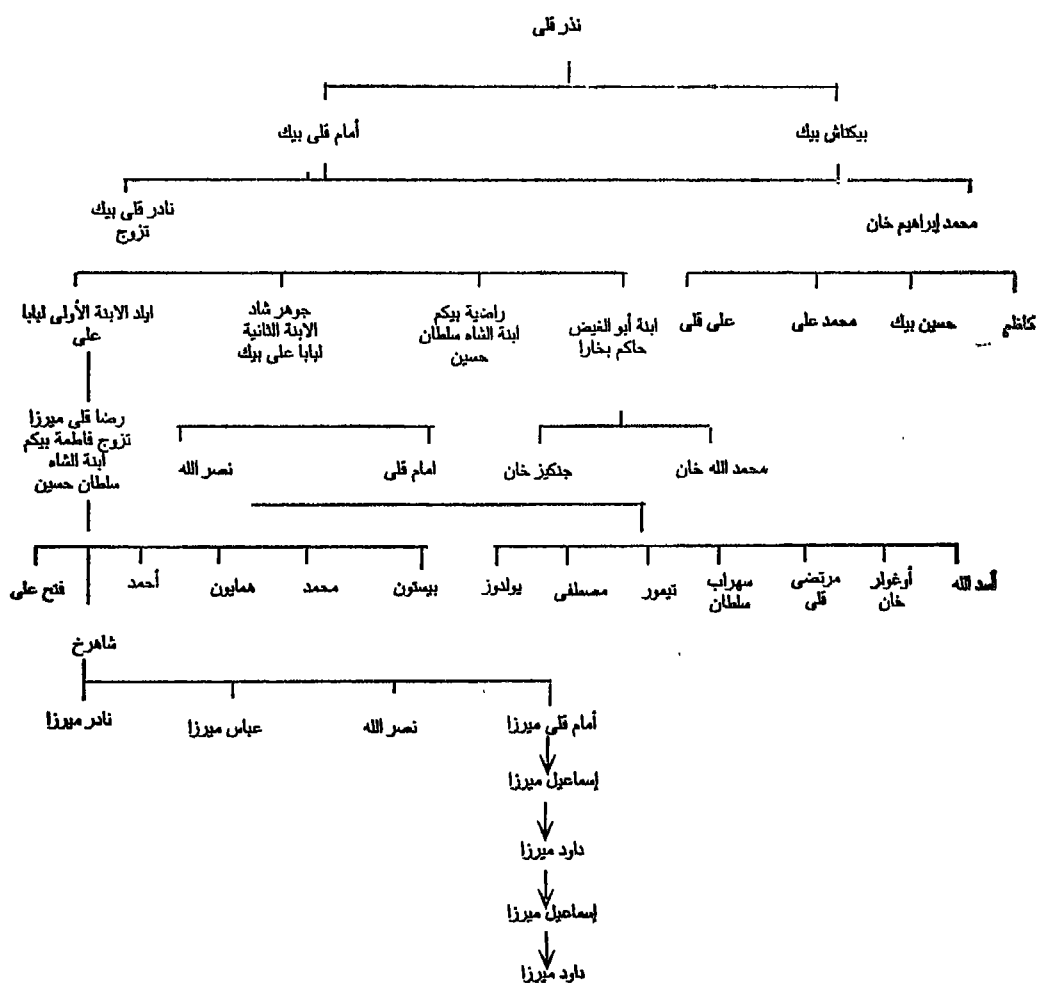 نذر قلى
بيكتاش بيك
أمام قلى بيك
محمد إبراهيم خان
نادر قلى بيك
تزوج
كاظم
حسين بيك
محمد على
على قلى
ابنة أبو الفيض
حاكم بخارا
راضية بيكم
ابنة الشاه سلطان
حسين
جوهر شاد
الابنة الثانية
لبابا على بيك
اولد الابنة الأولى لبابا
على
رضا قلى ميرزا
تزوج فاطمة بيكم
ابنة الشاه
سلطان حسين
محمد الله خان
جنكيز خان
امام قلى
نصر الله
أسد الله
أوغولر
خان
مرتضى
قلى
سهراب
سلطان
تيمور
مصطفى
يولدوز
بيستون
محمد
همايون
أحمد
فتح على
شاهرخ
أمام قلى ميرزا
نصر الله
عباس ميرزا
نادر ميرزا
إسماعيل ميرزا
داود ميرزا
إسماعيل ميرزا
داود ميرزا